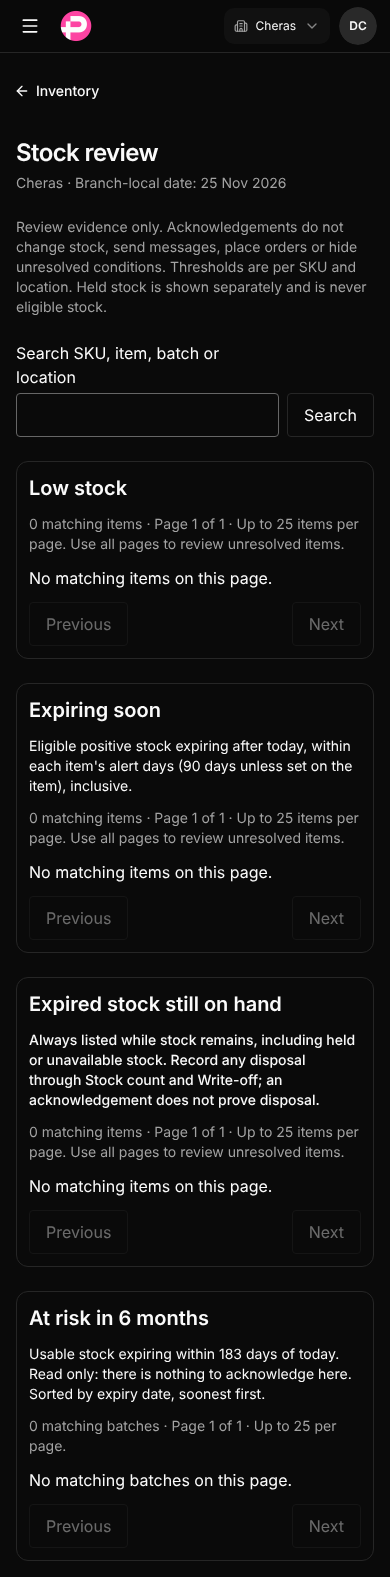 Cheras
DC
Inventory
Stock review
Cheras · Branch-local date: 25 Nov 2026
Review evidence only. Acknowledgements do not
change stock, send messages, place orders or hide
unresolved conditions. Thresholds are per SKU and
location. Held stock is shown separately and is never
eligible stock.
Search SKU, item, batch or
location
Search
Low stock
0 matching items · Page 1 of 1 · Up to 25 items per
page. Use all pages to review unresolved items.
No matching items on this page.
Previous Next
Expiring soon
Eligible positive stock expiring after today, within
each item's alert days (90 days unless set on the
item), inclusive.
0 matching items · Page 1 of 1 · Up to 25 items per
page. Use all pages to review unresolved items.
No matching items on this page.
Previous Next
Expired stock still on hand
Always listed while stock remains, including held
or unavailable stock. Record any disposal
through Stock count and Write-off; an
acknowledgement does not prove disposal.
0 matching items · Page 1 of 1 · Up to 25 items per
page. Use all pages to review unresolved items.
No matching items on this page.
Previous Next
At risk in 6 months
Usable stock expiring within 183 days of today.
Read only: there is nothing to acknowledge here.
Sorted by expiry date, soonest first.
0 matching batches · Page 1 of 1 · Up to 25 per
page.
No matching batches on this page.
Previous Next